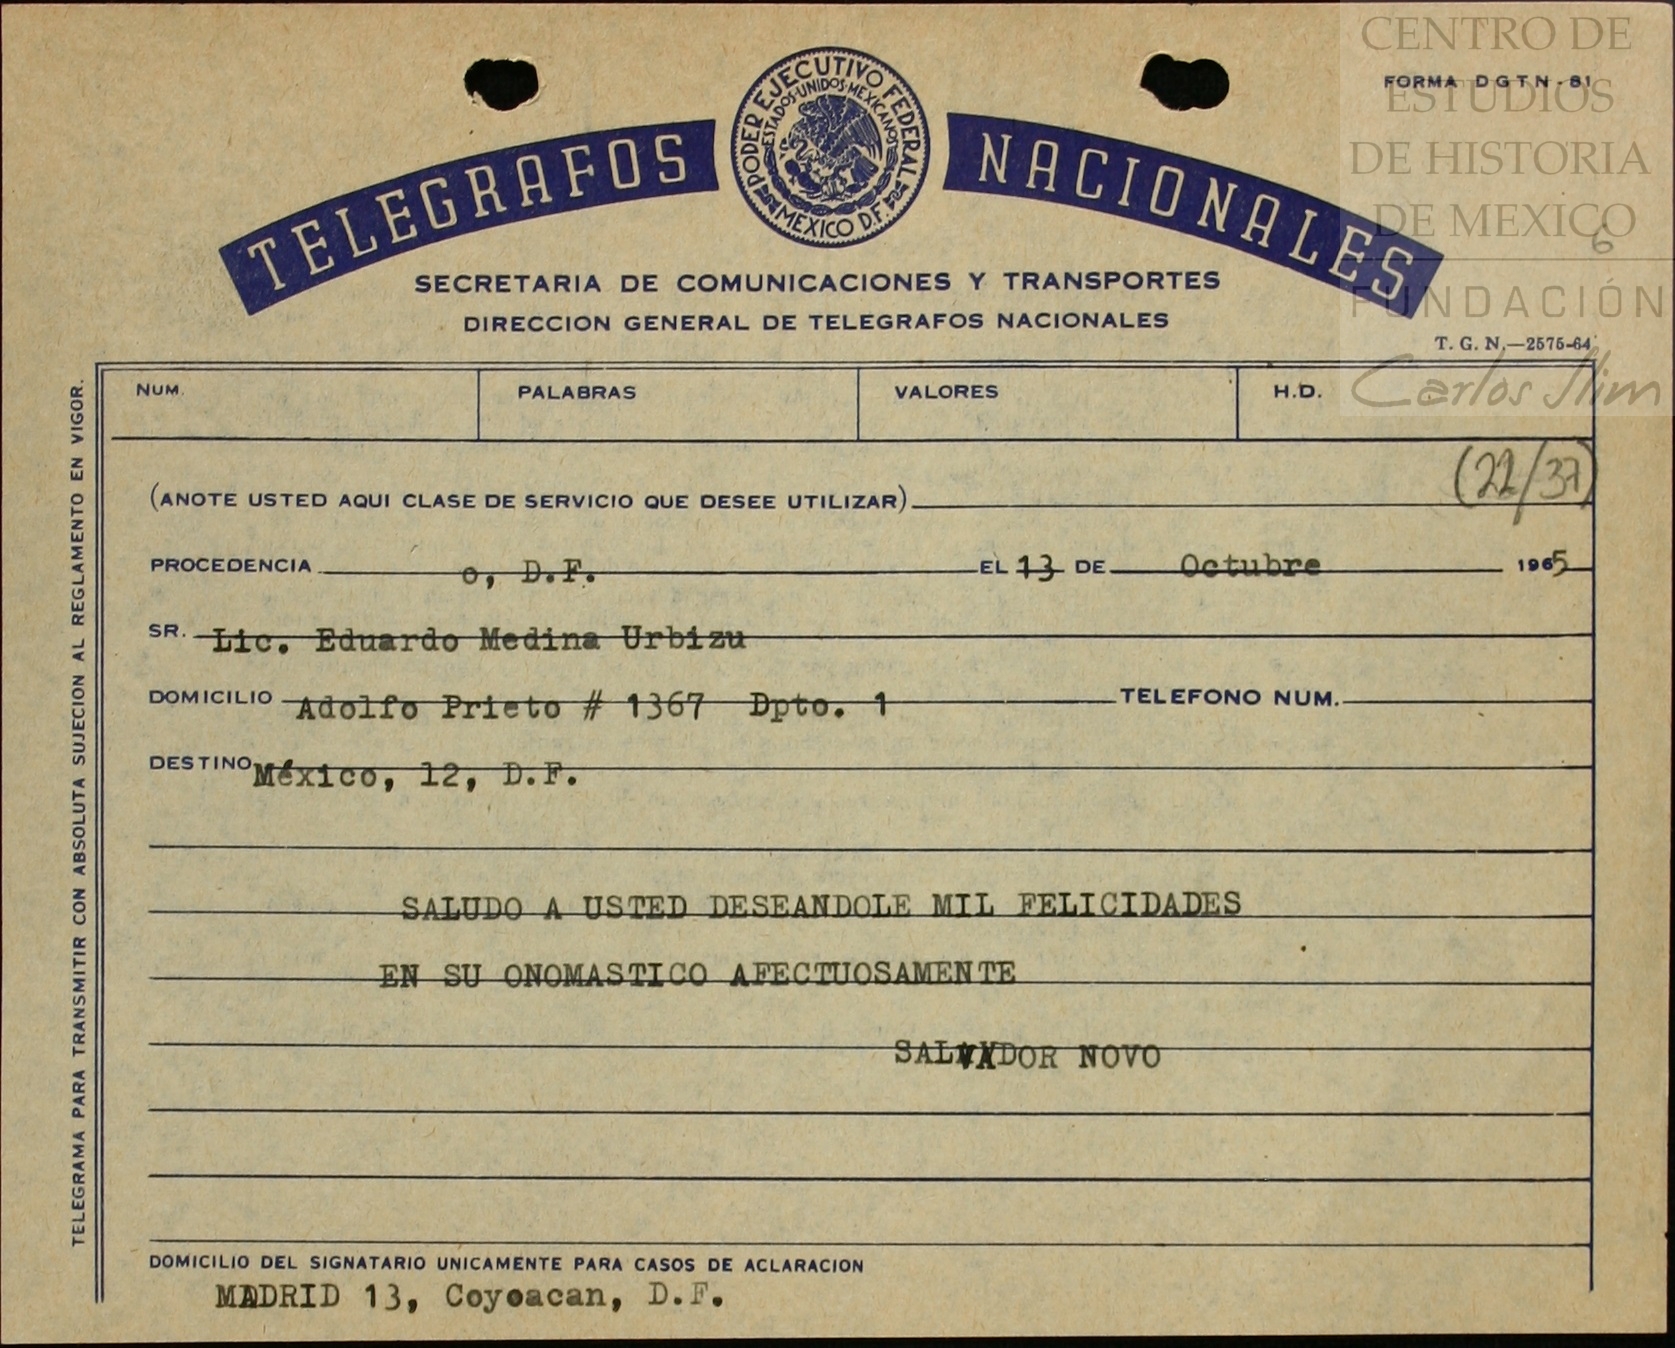 CENTRO DE
ESTUDIOS
DE HISTORIA
DE MEXICO
FUNDACIÓN
Carlos Slim
FORMA DGTN-81
6
TELEGRAFOS NACIONALES
PODER EJECUTIVO FEDERAL
ESTADOS·UNIDOS·MEXICANOS
MEXICO D.F.
SECRETARIA DE COMUNICACIONES Y TRANSPORTES
DIRECCION GENERAL DE TELEGRAFOS NACIONALES
T. G. N.—2575-64
NUM. PALABRAS VALORES H.D.
(22/37)
(ANOTE USTED AQUI CLASE DE SERVICIO QUE DESEE UTILIZAR)
PROCEDENCIA o, D.F. EL 13 DE Octubre 1965
SR. Lic. Eduardo Medina Urbizu
DOMICILIO Adolfo Prieto # 1367 Dpto. 1 TELEFONO NUM.
DESTINO México, 12, D.F.
SALUDO A USTED DESEANDOLE MIL FELICIDADES
EN SU ONOMASTICO AFECTUOSAMENTE
SALVADOR NOVO
DOMICILIO DEL SIGNATARIO UNICAMENTE PARA CASOS DE ACLARACION
MADRID 13, Coyoacan, D.F.
TELEGRAMA PARA TRANSMITIR CON ABSOLUTA SUJECION AL REGLAMENTO EN VIGOR.